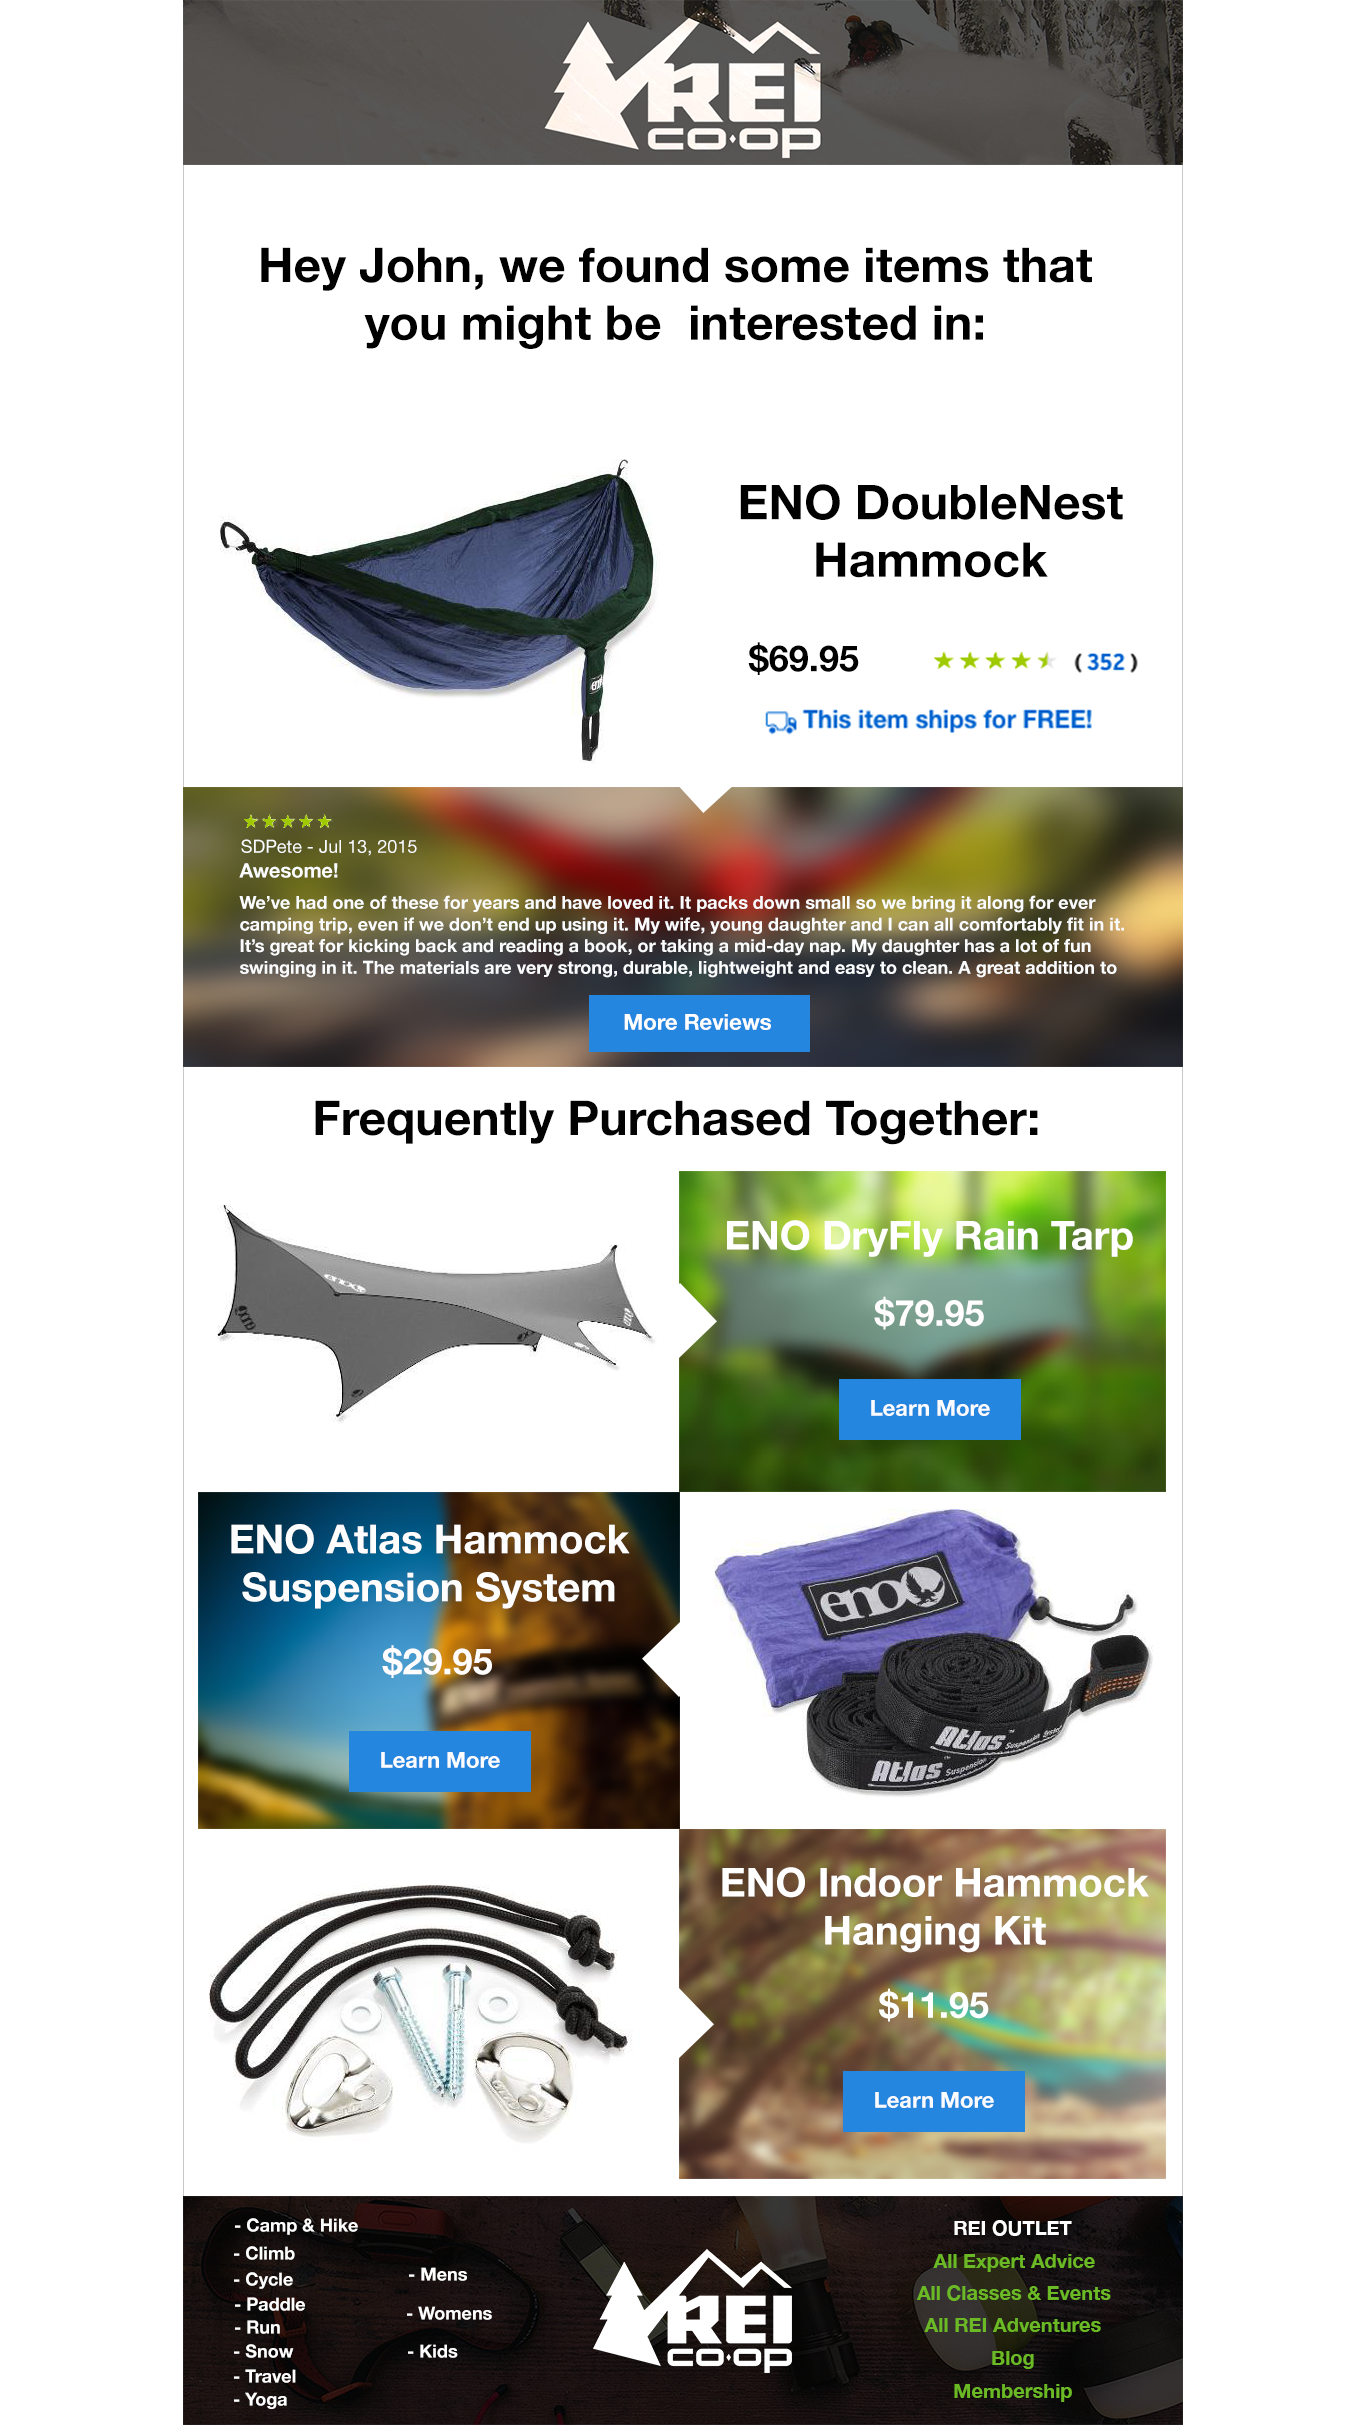 REI
CO·OP
Hey John, we found some items that
you might be  interested in:
ENO DoubleNest
Hammock
$69.95
(352)
This item ships for FREE!
eno
SDPete - Jul 13, 2015
Awesome!
We’ve had one of these for years and have loved it. It packs down small so we bring it along for ever
camping trip, even if we don’t end up using it. My wife, young daughter and I can all comfortably fit in it.
It’s great for kicking back and reading a book, or taking a mid-day nap. My daughter has a lot of fun
swinging in it. The materials are very strong, durable, lightweight and easy to clean. A great addition to
More Reviews
Frequently Purchased Together:
eno
ENO DryFly Rain Tarp
$79.95
Learn More
ENO Atlas Hammock
Suspension System
$29.95
Learn More
eno
Atlas™ Suspension System
Atlas™ Suspension
ENO Indoor Hammock
Hanging Kit
$11.95
Learn More
eno
- Camp & Hike
- Climb
- Cycle
- Paddle
- Run
- Snow
- Travel
- Yoga
- Mens
- Womens
- Kids
REI
CO·OP
REI OUTLET
All Expert Advice
All Classes & Events
All REI Adventures
Blog
Membership